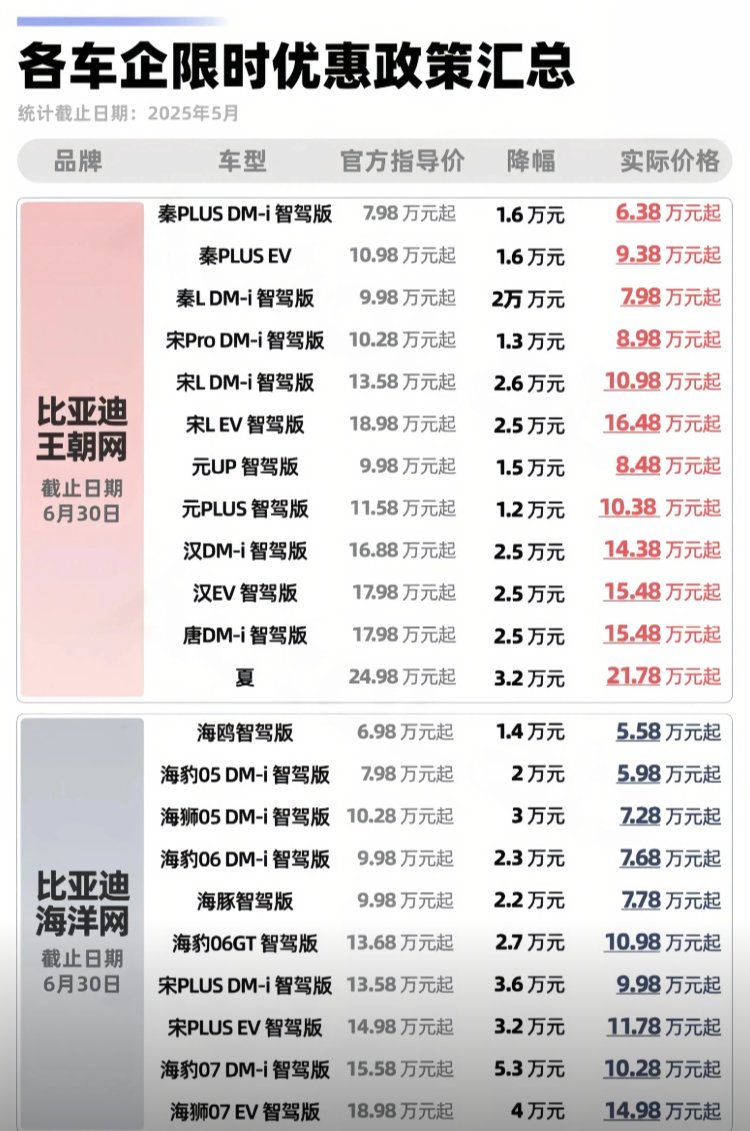 各车企限时优惠政策汇总
统计截止日期：2025年5月
品牌 车型 官方指导价 降幅 实际价格
比亚迪
王朝网
截止日期
6月30日
秦PLUS DM-i 智驾版 7.98 万元起 1.6 万元 6.38 万元起
秦PLUS EV 10.98 万元起 1.6 万元 9.38 万元起
秦L DM-i 智驾版 9.98 万元起 2万 万元 7.98 万元起
宋Pro DM-i 智驾版 10.28 万元起 1.3 万元 8.98 万元起
宋L DM-i 智驾版 13.58 万元起 2.6 万元 10.98 万元起
宋L EV 智驾版 18.98 万元起 2.5 万元 16.48 万元起
元UP 智驾版 9.98 万元起 1.5 万元 8.48 万元起
元PLUS 智驾版 11.58 万元起 1.2 万元 10.38 万元起
汉DM-i 智驾版 16.88 万元起 2.5 万元 14.38 万元起
汉EV 智驾版 17.98 万元起 2.5 万元 15.48 万元起
唐DM-i 智驾版 17.98 万元起 2.5 万元 15.48 万元起
夏 24.98 万元起 3.2 万元 21.78 万元起
比亚迪
海洋网
截止日期
6月30日
海鸥智驾版 6.98 万元起 1.4 万元 5.58 万元起
海豹05 DM-i 智驾版 7.98 万元起 2 万元 5.98 万元起
海狮05 DM-i 智驾版 10.28 万元起 3 万元 7.28 万元起
海豹06 DM-i 智驾版 9.98 万元起 2.3 万元 7.68 万元起
海豚智驾版 9.98 万元起 2.2 万元 7.78 万元起
海豹06GT 智驾版 13.68 万元起 2.7 万元 10.98 万元起
宋PLUS DM-i 智驾版 13.58 万元起 3.6 万元 9.98 万元起
宋PLUS EV 智驾版 14.98 万元起 3.2 万元 11.78 万元起
海豹07 DM-i 智驾版 15.58 万元起 5.3 万元 10.28 万元起
海狮07 EV 智驾版 18.98 万元起 4 万元 14.98 万元起